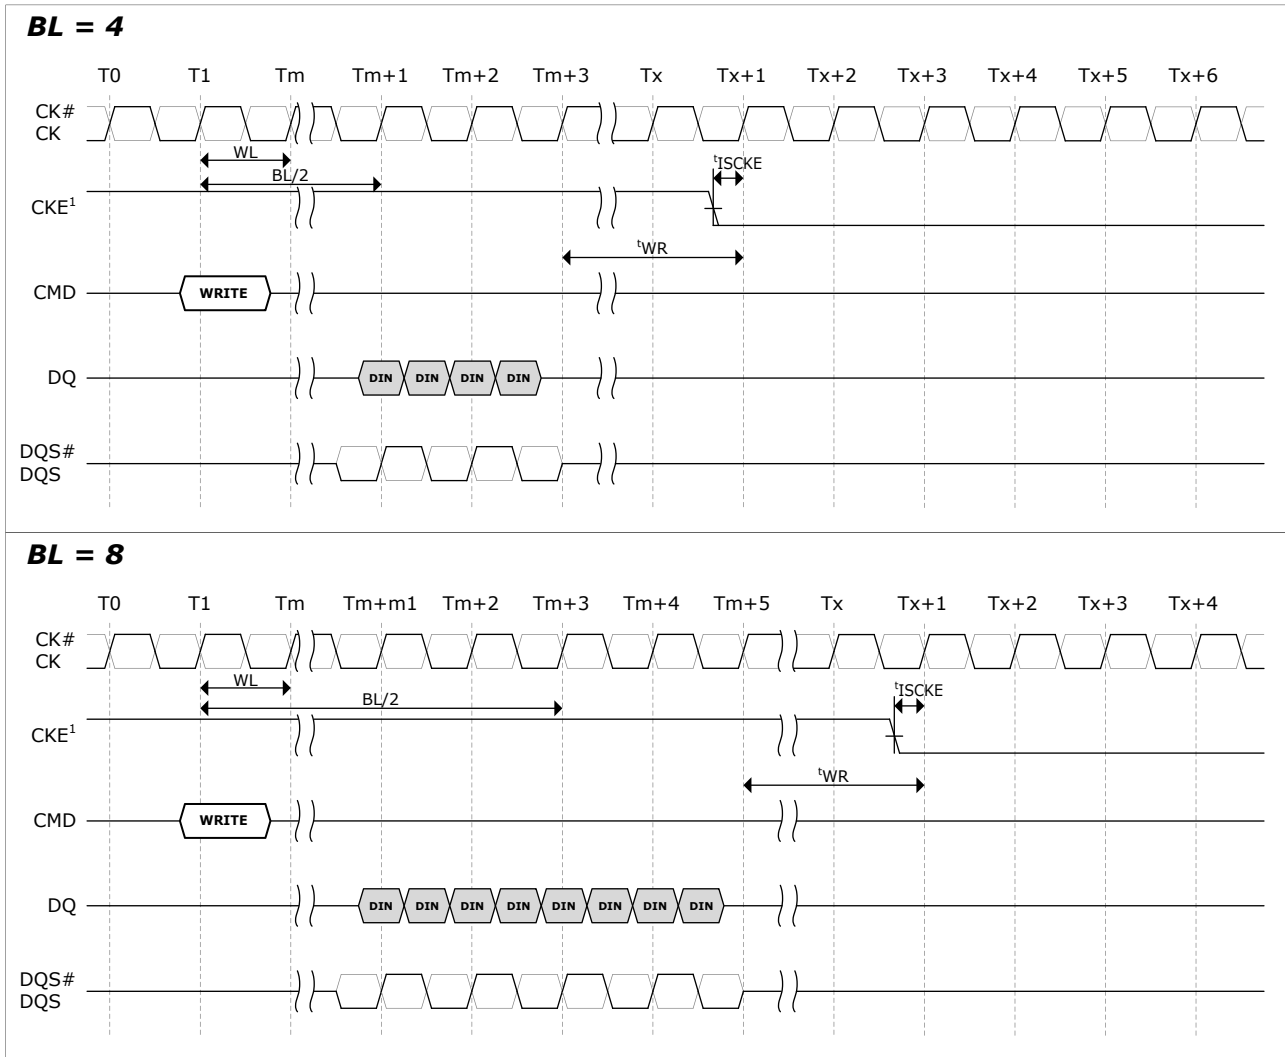 BL = 4
T0 T1 Tm Tm+1 Tm+2 Tm+3 Tx Tx+1 Tx+2 Tx+3 Tx+4 Tx+5 Tx+6
CK#
CK
WL
tISCKE
BL/2
CKE1
tWR
CMD WRITE
DQ DIN DIN DIN DIN
DQS#
DQS
BL = 8
T0 T1 Tm Tm+m1 Tm+2 Tm+3 Tm+4 Tm+5 Tx Tx+1 Tx+2 Tx+3 Tx+4
CK#
CK
WL
tISCKE
BL/2
CKE1
tWR
CMD WRITE
DQ DIN DIN DIN DIN DIN DIN DIN DIN
DQS#
DQS